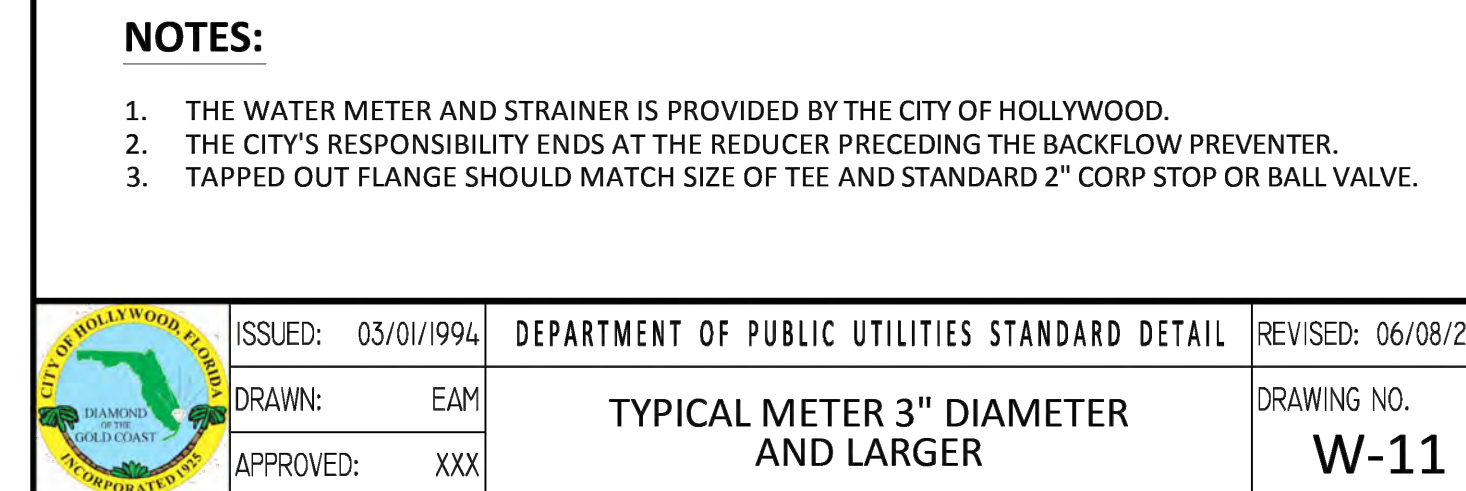 NOTES:
1. THE WATER METER AND STRAINER IS PROVIDED BY THE CITY OF HOLLYWOOD.
2. THE CITY'S RESPONSIBILITY ENDS AT THE REDUCER PRECEDING THE BACKFLOW PREVENTER.
3. TAPPED OUT FLANGE SHOULD MATCH SIZE OF TEE AND STANDARD 2" CORP STOP OR BALL VALVE.
CITY OF HOLLYWOOD, FLORIDA
DIAMOND
OF THE
GOLD COAST
INCORPORATED 1925
ISSUED: 03/01/1994
DRAWN: EAM
APPROVED: XXX
DEPARTMENT OF PUBLIC UTILITIES STANDARD DETAIL
TYPICAL METER 3" DIAMETER
AND LARGER
REVISED: 06/08/2
DRAWING NO.
W-11